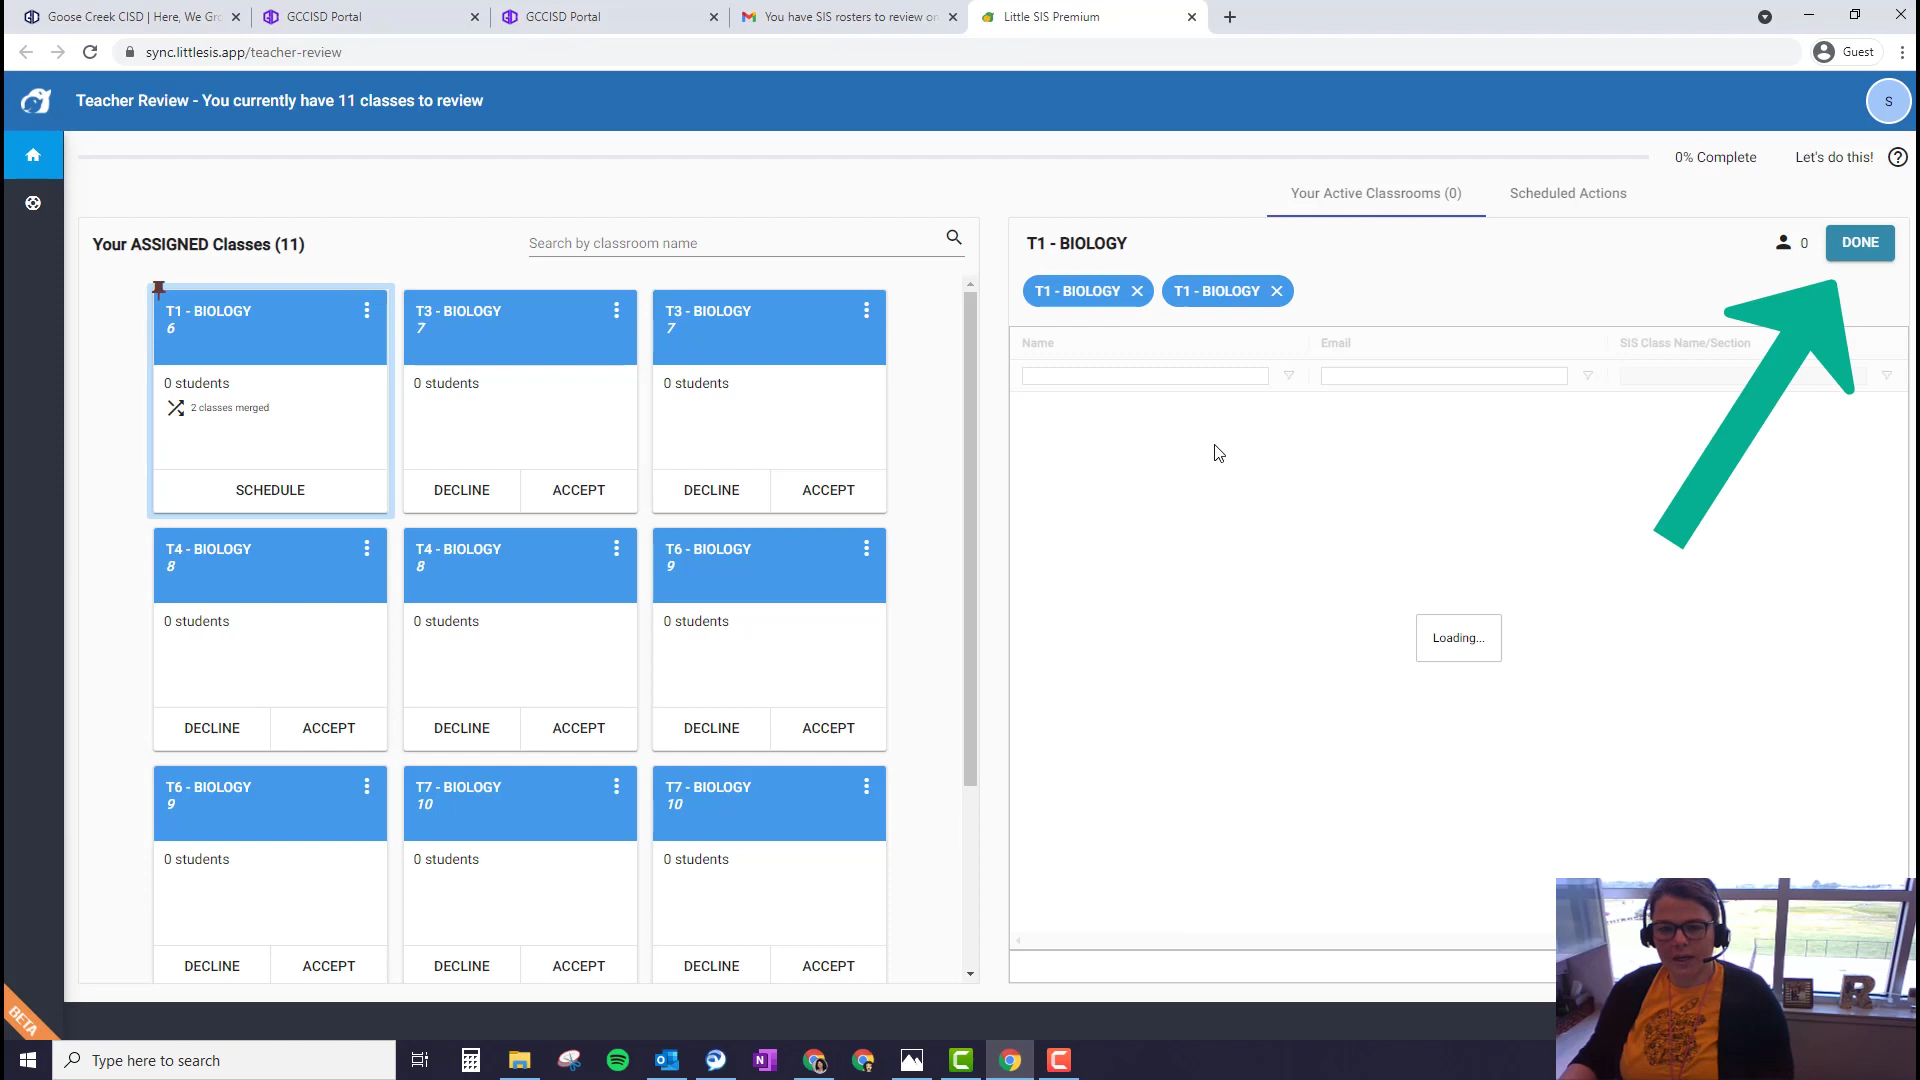 Goose Creek CISD | Here, We Gr
GCCISD Portal
GCCISD Portal
You have SIS rosters to review on
Little SIS Premium
sync.littlesis.app/teacher-review
Guest
Teacher Review - You currently have 11 classes to review
S
0% Complete
Let's do this!
?
Your Active Classrooms (0)
Scheduled Actions
Your ASSIGNED Classes (11)
Search by classroom name
T1 - BIOLOGY
6
0 students
2 classes merged
SCHEDULE
T3 - BIOLOGY
7
0 students
DECLINE
ACCEPT
T3 - BIOLOGY
7
0 students
DECLINE
ACCEPT
T4 - BIOLOGY
8
0 students
DECLINE
ACCEPT
T4 - BIOLOGY
8
0 students
DECLINE
ACCEPT
T6 - BIOLOGY
9
0 students
DECLINE
ACCEPT
T6 - BIOLOGY
9
0 students
DECLINE
ACCEPT
T7 - BIOLOGY
10
0 students
DECLINE
ACCEPT
T7 - BIOLOGY
10
0 students
DECLINE
ACCEPT
T1 - BIOLOGY
0
DONE
T1 - BIOLOGY
T1 - BIOLOGY
Name
Email
SIS Class Name/Section
Loading...
R
BETA
Type here to search